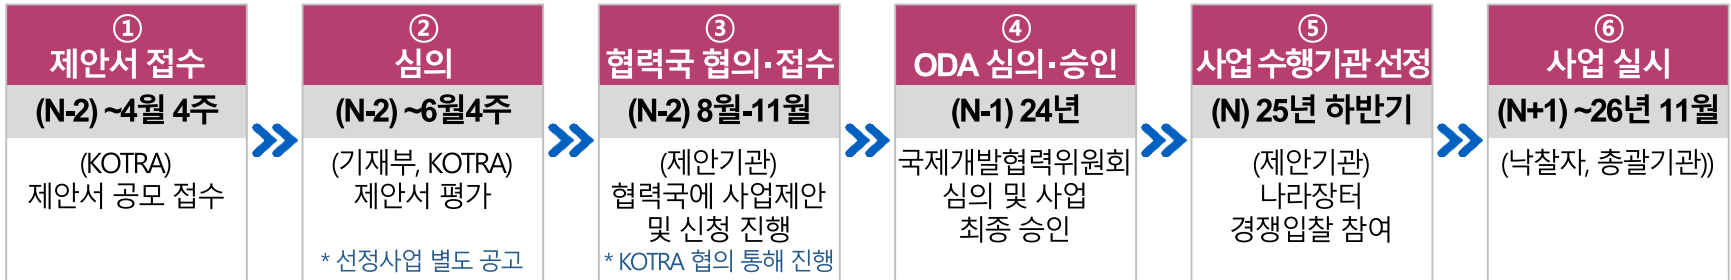 ①
제안서 접수
(N-2) ~4월 4주
(KOTRA)
제안서 공모 접수
②
심의
(N-2) ~6월4주
(기재부, KOTRA)
제안서 평가
* 선정사업 별도 공고
③
협력국 협의·접수
(N-2) 8월-11월
(제안기관)
협력국에 사업제안
및 신청 진행
* KOTRA 협의 통해 진행
④
ODA 심의·승인
(N-1) 24년
국제개발협력위원회
심의 및 사업
최종 승인
⑤
사업 수행기관 선정
(N) 25년 하반기
(제안기관)
나라장터
경쟁입찰 참여
⑥
사업 실시
(N+1) ~26년 11월
(낙찰자, 총괄기관))